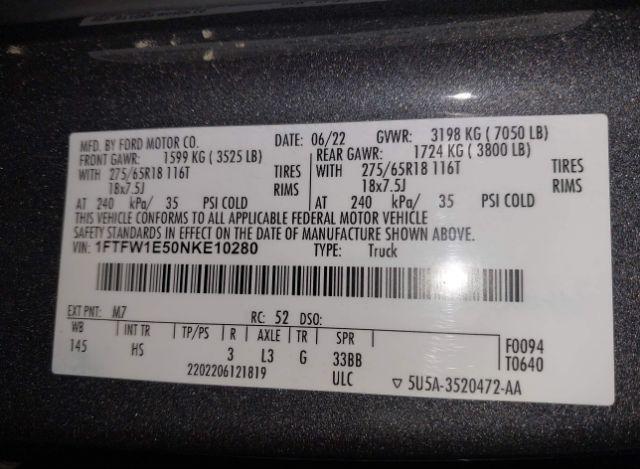 MFD. BY FORD MOTOR CO. DATE: 06/22 GVWR: 3198 KG ( 7050 LB)
FRONT GAWR: 1599 KG ( 3525 LB) REAR GAWR: 1724 KG ( 3800 LB)
WITH 275/65R18 116T TIRES WITH 275/65R18 116T TIRES
18x7.5J RIMS 18x7.5J RIMS
AT 240 kPa/ 35 PSI COLD AT 240 kPa/ 35 PSI COLD
THIS VEHICLE CONFORMS TO ALL APPLICABLE FEDERAL MOTOR VEHICLE
SAFETY STANDARDS IN EFFECT ON THE DATE OF MANUFACTURE SHOWN ABOVE.
VIN: 1FTFW1E50NKE10280 TYPE: Truck
EXT PNT: M7 RC: 52 DSO:
WB INT TR TP/PS R AXLE TR SPR F0094
145 HS 3 L3 G 33BB T0640
2202206121819 ULC ▽ 5U5A-3520472-AA